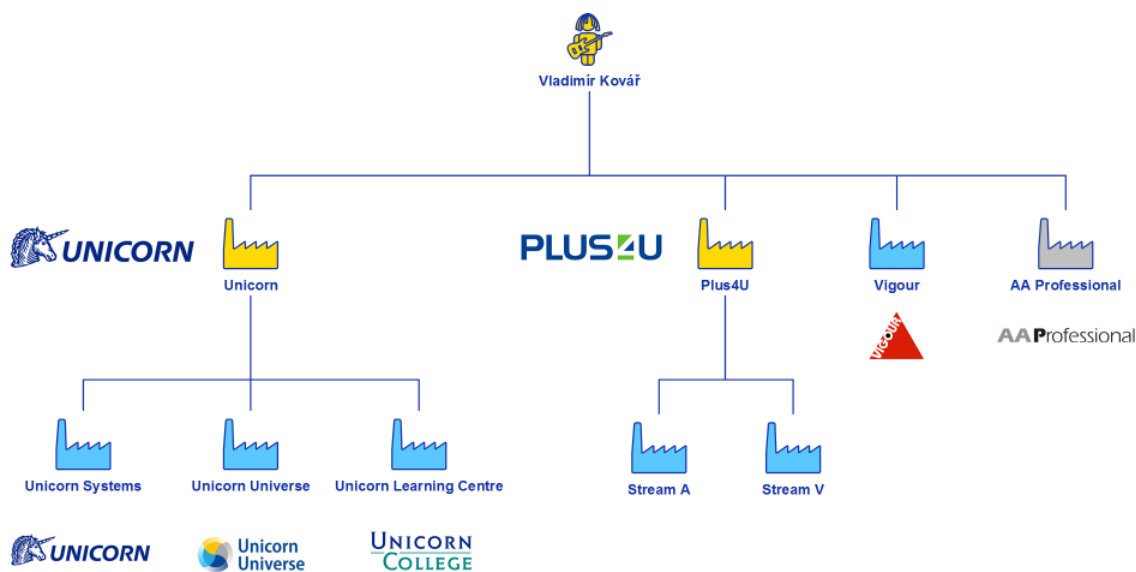 Vladimír Kovář
UNICORN
PLUS4U
Unicorn
Plus4U
Vigour
AA Professional
VIGOUR
AAProfessional
Unicorn Systems
Unicorn Universe
Unicorn Learning Centre
Stream A
Stream V
UNICORN
Unicorn
Universe
UNICORN
COLLEGE